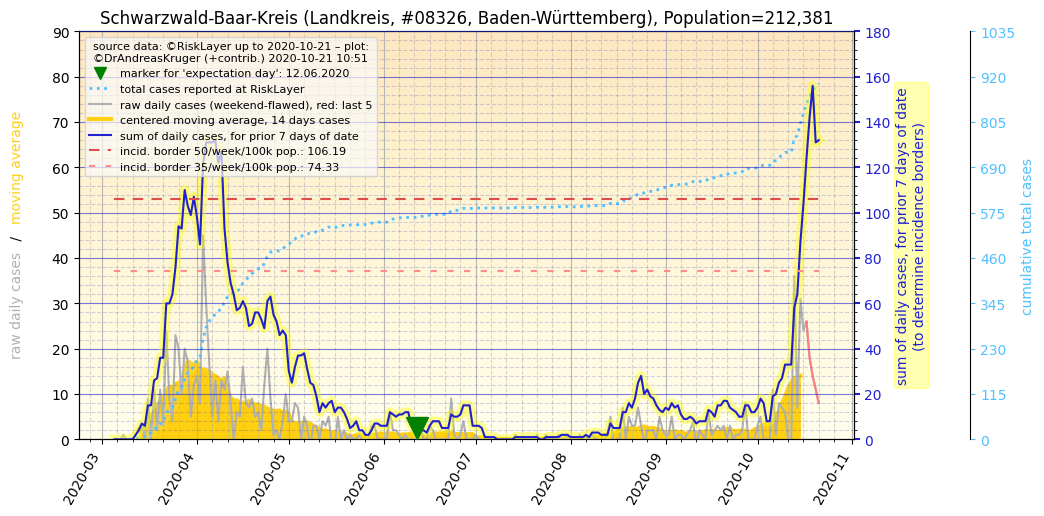 Schwarzwald-Baar-Kreis (Landkreis, #08326, Baden-Württemberg), Population=212,381
source data: ©RiskLayer up to 2020-10-21 – plot:
©DrAndreasKruger (+contrib.) 2020-10-21 10:51
marker for 'expectation day': 12.06.2020
total cases reported at RiskLayer
raw daily cases (weekend-flawed), red: last 5
centered moving average, 14 days cases
sum of daily cases, for prior 7 days of date
incid. border 50/week/100k pop.: 106.19
incid. border 35/week/100k pop.: 74.33
raw daily cases / moving average
90
80
70
60
50
40
30
20
10
0
2020-03
2020-04
2020-05
2020-06
2020-07
2020-08
2020-09
2020-10
2020-11
180
160
140
120
100
80
60
40
20
0
sum of daily cases, for prior 7 days of date
(to determine incidence borders)
1035
920
805
690
575
460
345
230
115
0
cumulative total cases